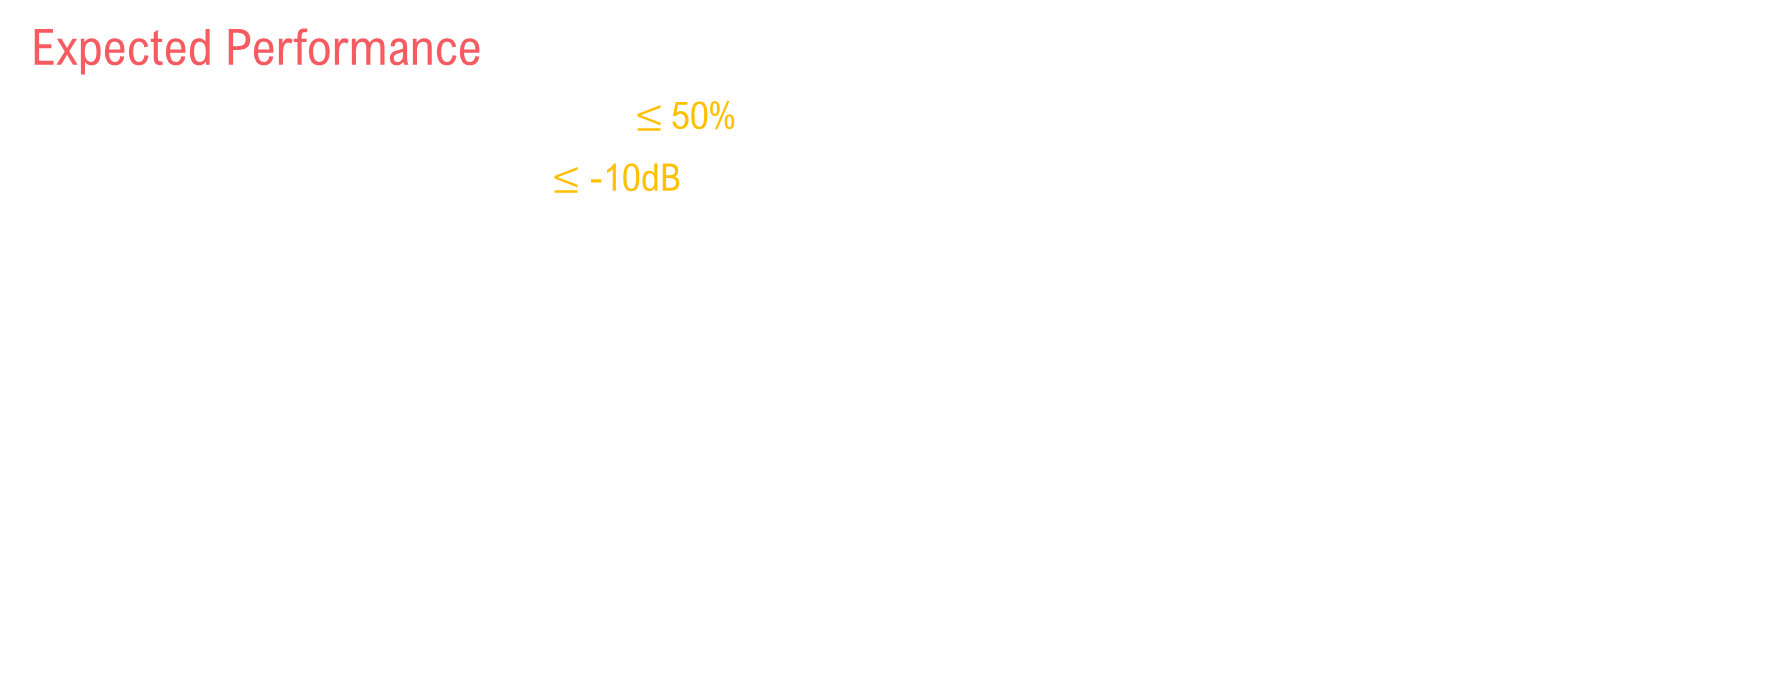 Expected Performance
≤ 50%
≤ -10dB